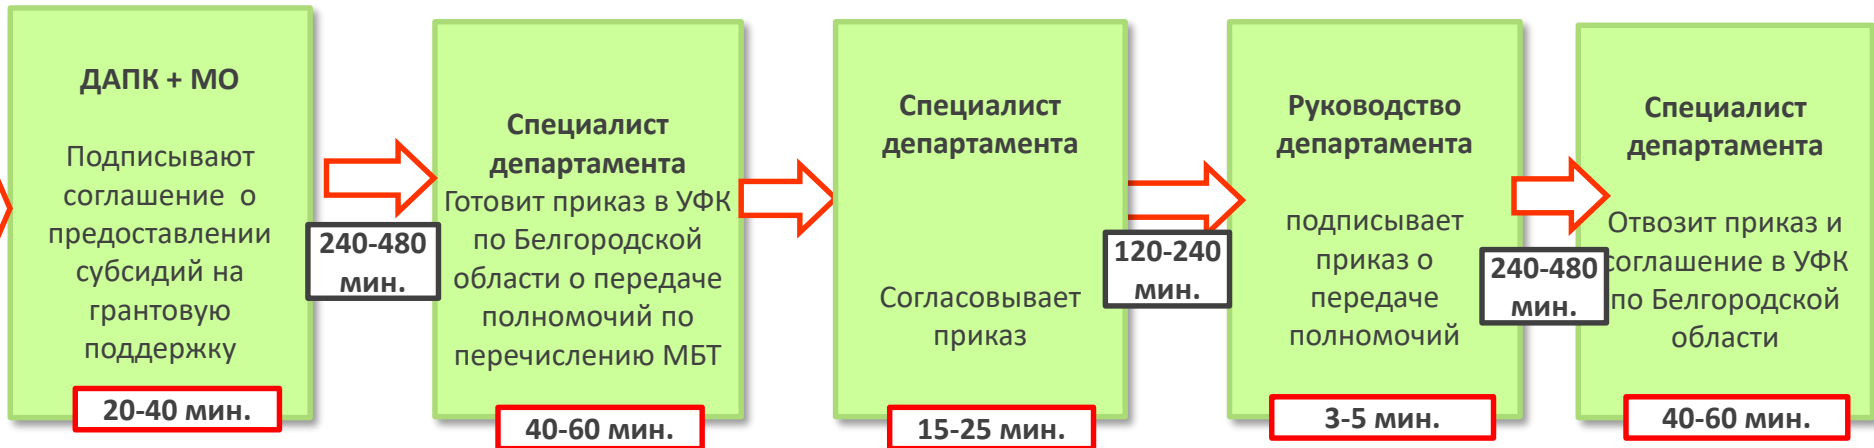 ДАПК + МО
Подписывают
соглашение о
предоставлении
субсидий на
грантовую
поддержку
20-40 мин.
240-480
мин.
Специалист
департамента
Готовит приказ в УФК
по Белгородской
области о передаче
полномочий по
перечислению МБТ
40-60 мин.
Специалист
департамента
Согласовывает
приказ
15-25 мин.
120-240
мин.
Руководство
департамента
подписывает
приказ о
передаче
полномочий
3-5 мин.
240-480
мин.
Специалист
департамента
Отвозит приказ и
соглашение в УФК
по Белгородской
области
40-60 мин.